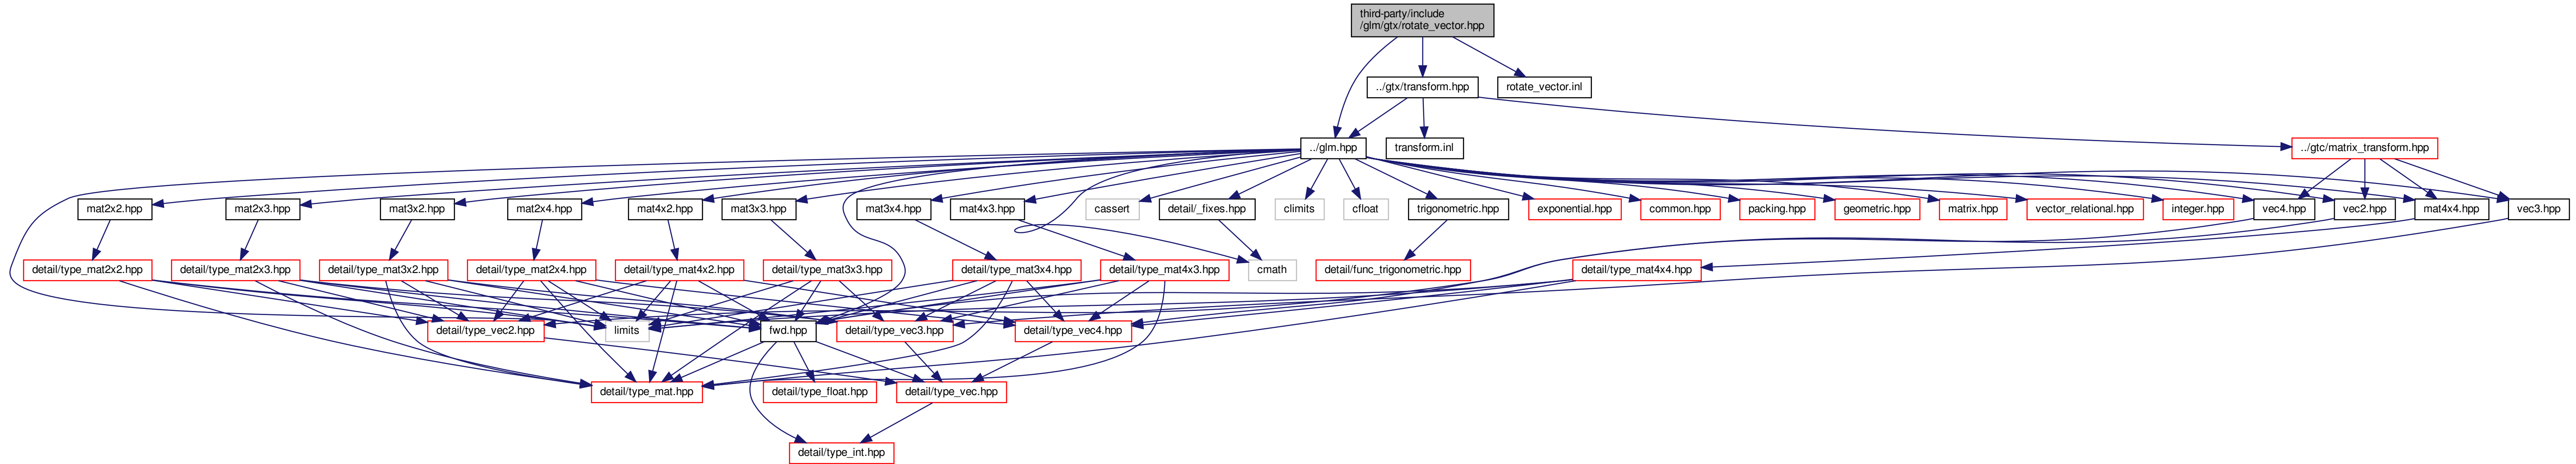 third-party/include
/glm/gtx/rotate_vector.hpp
../gtx/transform.hpp
rotate_vector.inl
../glm.hpp
transform.inl
../gtc/matrix_transform.hpp
mat2x2.hpp
mat2x3.hpp
mat3x2.hpp
mat2x4.hpp
mat4x2.hpp
mat3x3.hpp
mat3x4.hpp
mat4x3.hpp
cassert
detail/_fixes.hpp
climits
cfloat
trigonometric.hpp
exponential.hpp
common.hpp
packing.hpp
geometric.hpp
matrix.hpp
vector_relational.hpp
integer.hpp
vec4.hpp
vec2.hpp
mat4x4.hpp
vec3.hpp
detail/type_mat2x2.hpp
detail/type_mat2x3.hpp
detail/type_mat3x2.hpp
detail/type_mat2x4.hpp
detail/type_mat4x2.hpp
detail/type_mat3x3.hpp
detail/type_mat3x4.hpp
detail/type_mat4x3.hpp
cmath
detail/func_trigonometric.hpp
detail/type_mat4x4.hpp
detail/type_vec2.hpp
limits
fwd.hpp
detail/type_vec3.hpp
detail/type_vec4.hpp
detail/type_mat.hpp
detail/type_float.hpp
detail/type_vec.hpp
detail/type_int.hpp